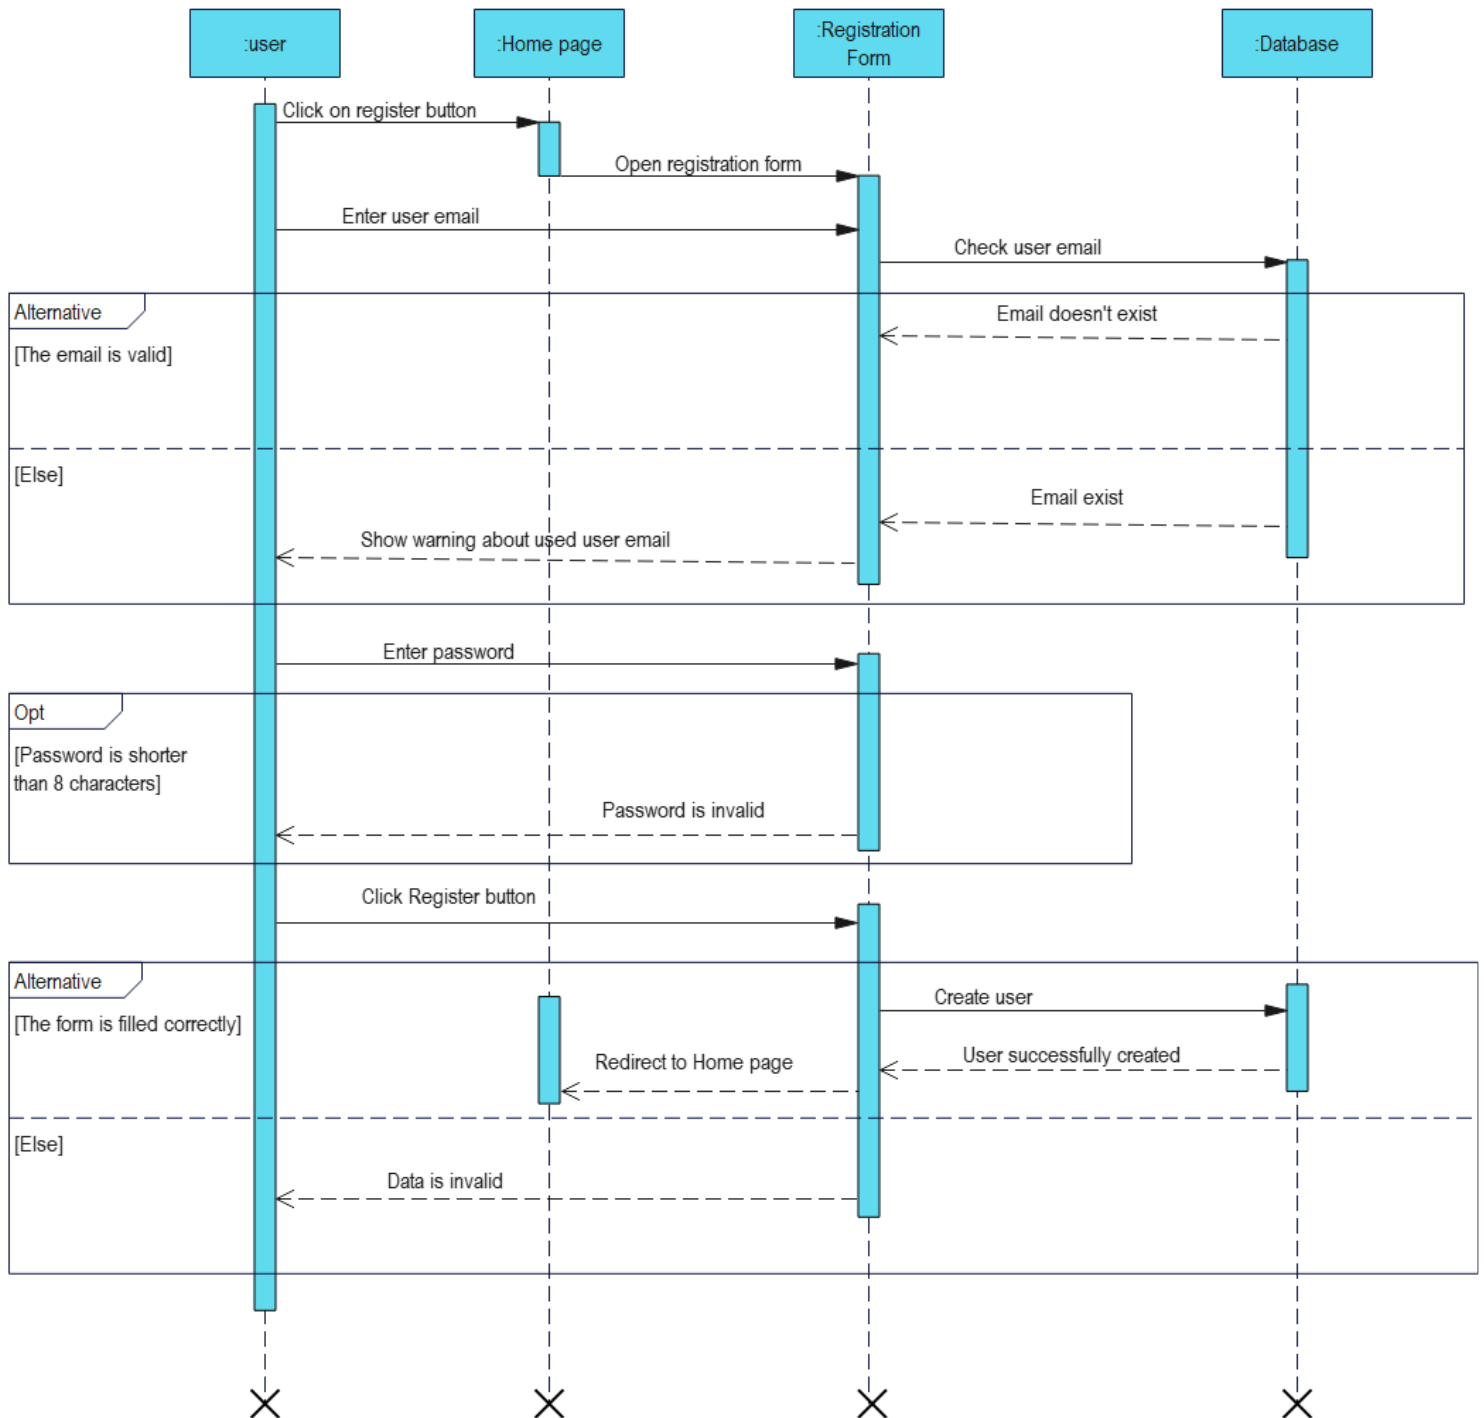 :user
:Home page
:Registration
Form
:Database
Click on register button
Open registration form
Enter user email
Check user email
Alternative
Email doesn't exist
[The email is valid]
[Else]
Email exist
Show warning about used user email
Enter password
Opt
[Password is shorter
than 8 characters]
Password is invalid
Click Register button
Alternative
Create user
[The form is filled correctly]
User successfully created
Redirect to Home page
[Else]
Data is invalid